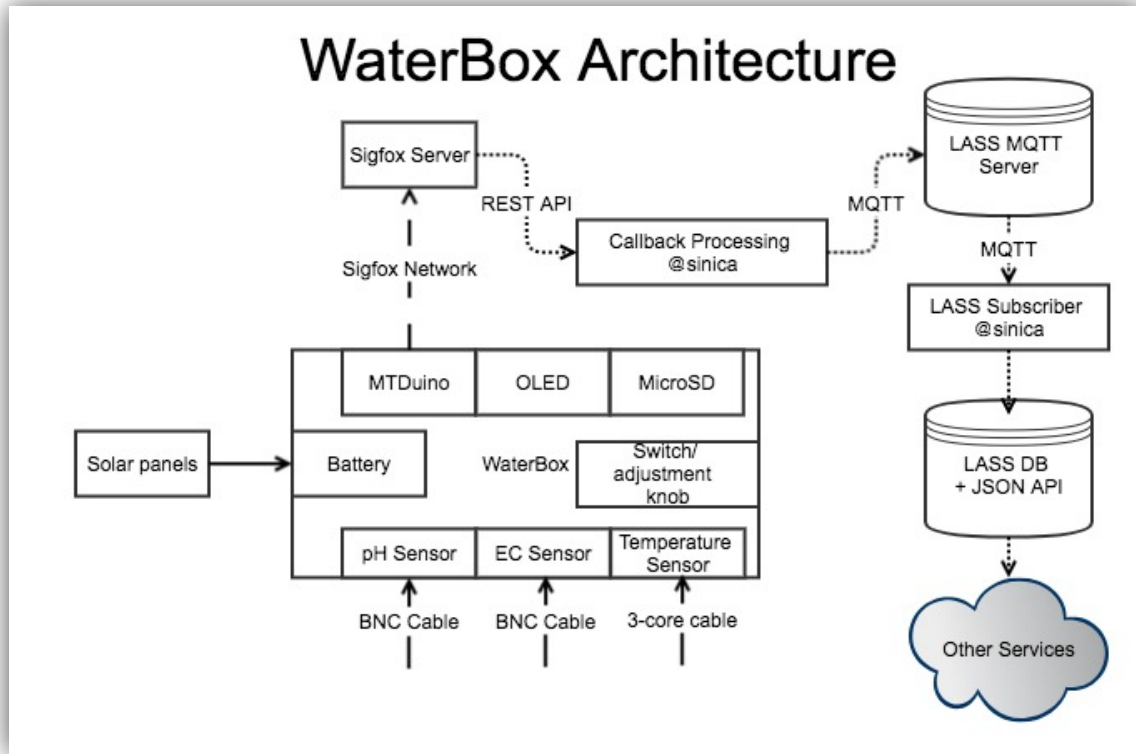 WaterBox Architecture
Sigfox Server
REST API
Callback Processing
@sinica
MQTT
LASS MQTT
Server
MQTT
LASS Subscriber
@sinica
LASS DB
+ JSON API
Other Services
Sigfox Network
MTDuino
OLED
MicroSD
Solar panels
Battery
WaterBox
Switch/
adjustment
knob
pH Sensor
EC Sensor
Temperature
Sensor
BNC Cable
BNC Cable
3-core cable